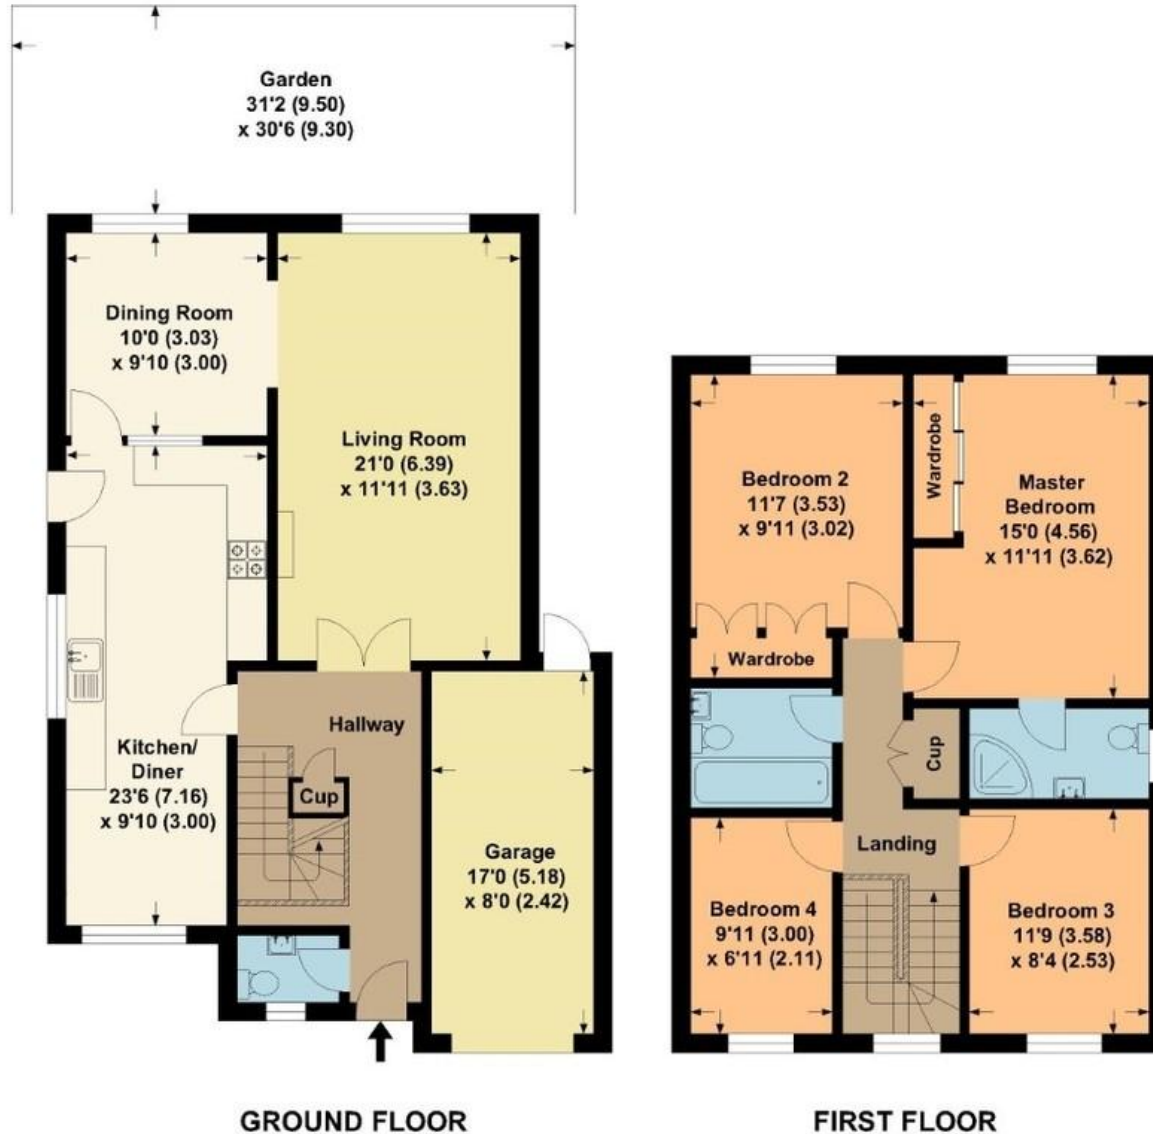 Garden
31'2 (9.50)
x 30'6 (9.30)
Dining Room
10'0 (3.03)
x 9'10 (3.00)
Living Room
21'0 (6.39)
x 11'11 (3.63)
Kitchen/
Diner
23'6 (7.16)
x 9'10 (3.00)
Hallway
Cup
Garage
17'0 (5.18)
x 8'0 (2.42)
GROUND FLOOR
Bedroom 2
11'7 (3.53)
x 9'11 (3.02)
Wardrobe
Wardrobe
Master
Bedroom
15'0 (4.56)
x 11'11 (3.62)
Cup
Landing
Bedroom 4
9'11 (3.00)
x 6'11 (2.11)
Bedroom 3
11'9 (3.58)
x 8'4 (2.53)
FIRST FLOOR